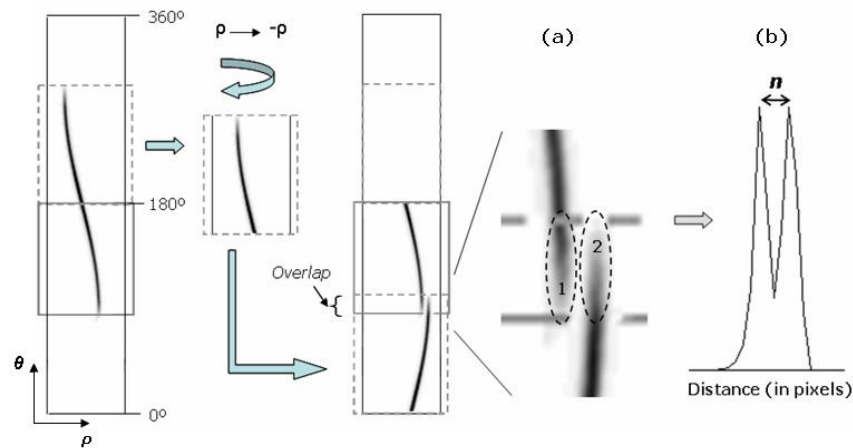 360º
ρ → -ρ
(a)
(b)
n
180º
2
Overlap
1
θ
0º
ρ
Distance (in pixels)